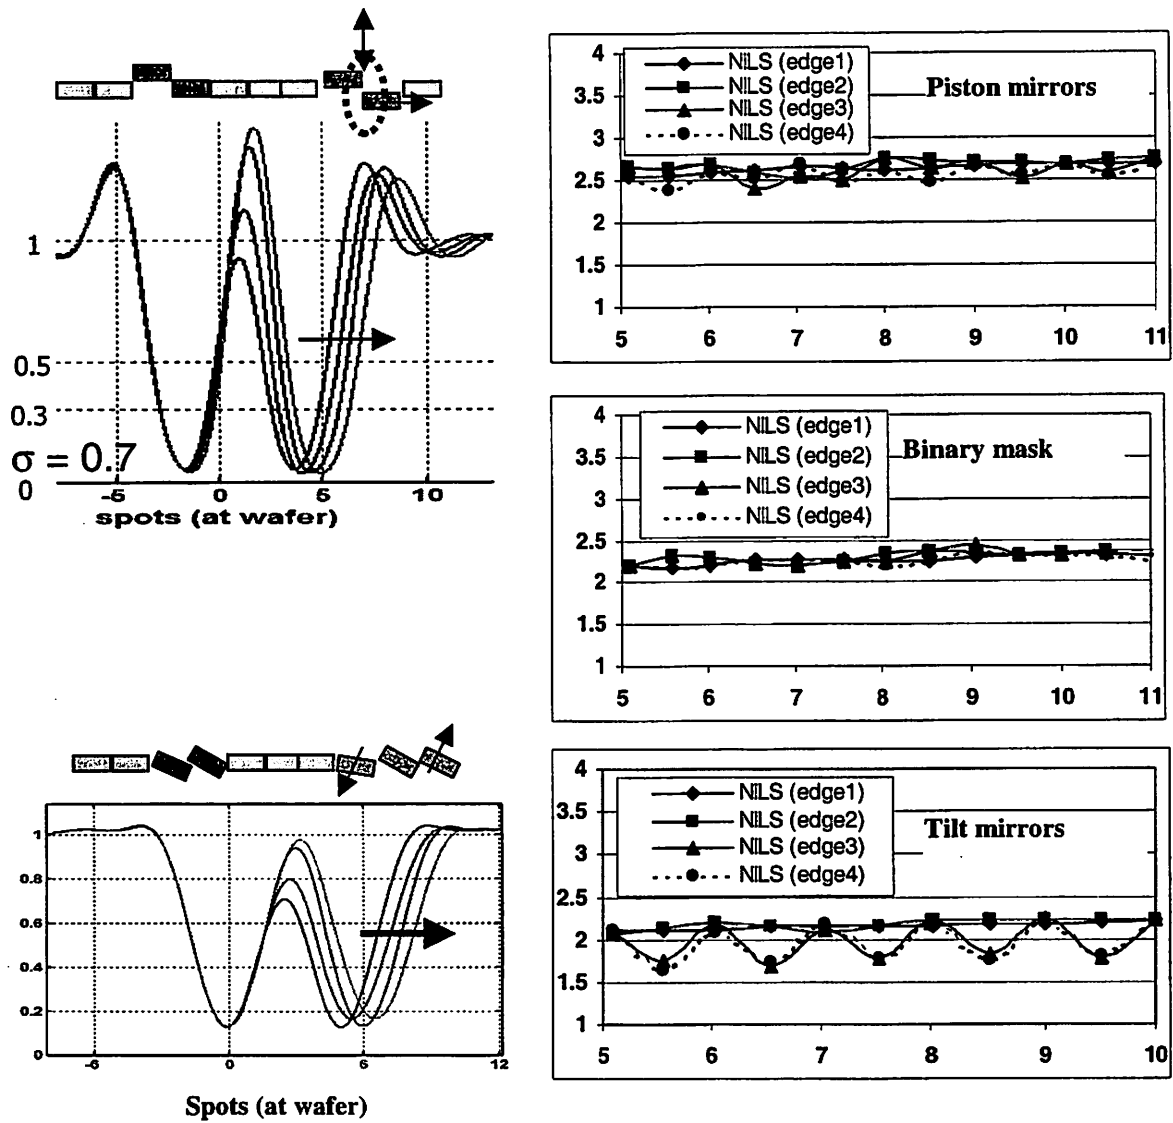 1
0.5
0.3
σ = 0.7
0
-5 0 5 10
spots (at wafer)
4
3.5
3
2.5
2
1.5
1
NILS (edge1)
NILS (edge2)
NILS (edge3)
NILS (edge4)
Piston mirrors
5 6 7 8 9 10 11
4
3.5
3
2.5
2
1.5
1
NILS (edge1)
NILS (edge2)
NILS (edge3)
NILS (edge4)
Binary mask
5 6 7 8 9 10 11
1
0.8
0.6
0.4
0.2
0
-6 0 6 12
Spots (at wafer)
4
3.5
3
2.5
2
1.5
1
NILS (edge1)
NILS (edge2)
NILS (edge3)
NILS (edge4)
Tilt mirrors
5 6 7 8 9 10